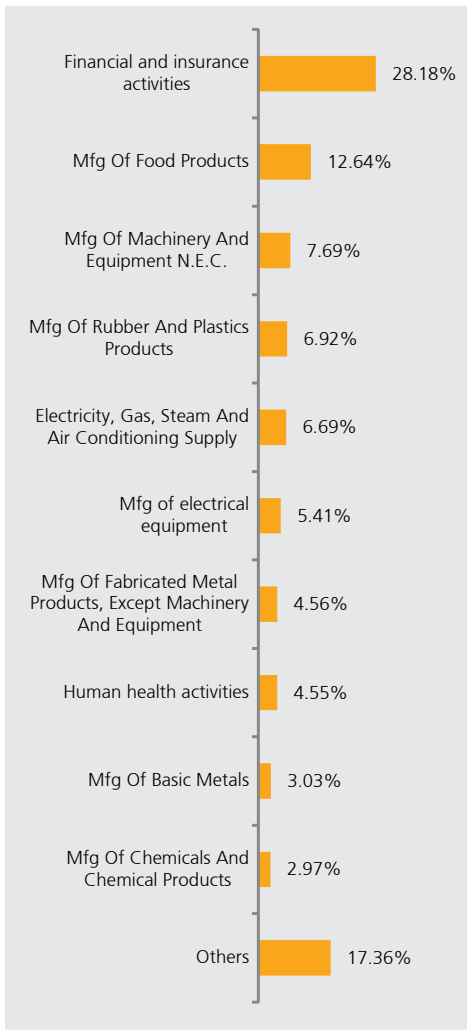 Financial and insurance
activities
28.18%
Mfg Of Food Products
12.64%
Mfg Of Machinery And
Equipment N.E.C.
7.69%
Mfg Of Rubber And Plastics
Products
6.92%
Electricity, Gas, Steam And
Air Conditioning Supply
6.69%
Mfg of electrical
equipment
5.41%
Mfg Of Fabricated Metal
Products, Except Machinery
And Equipment
4.56%
Human health activities
4.55%
Mfg Of Basic Metals
3.03%
Mfg Of Chemicals And
Chemical Products
2.97%
Others
17.36%